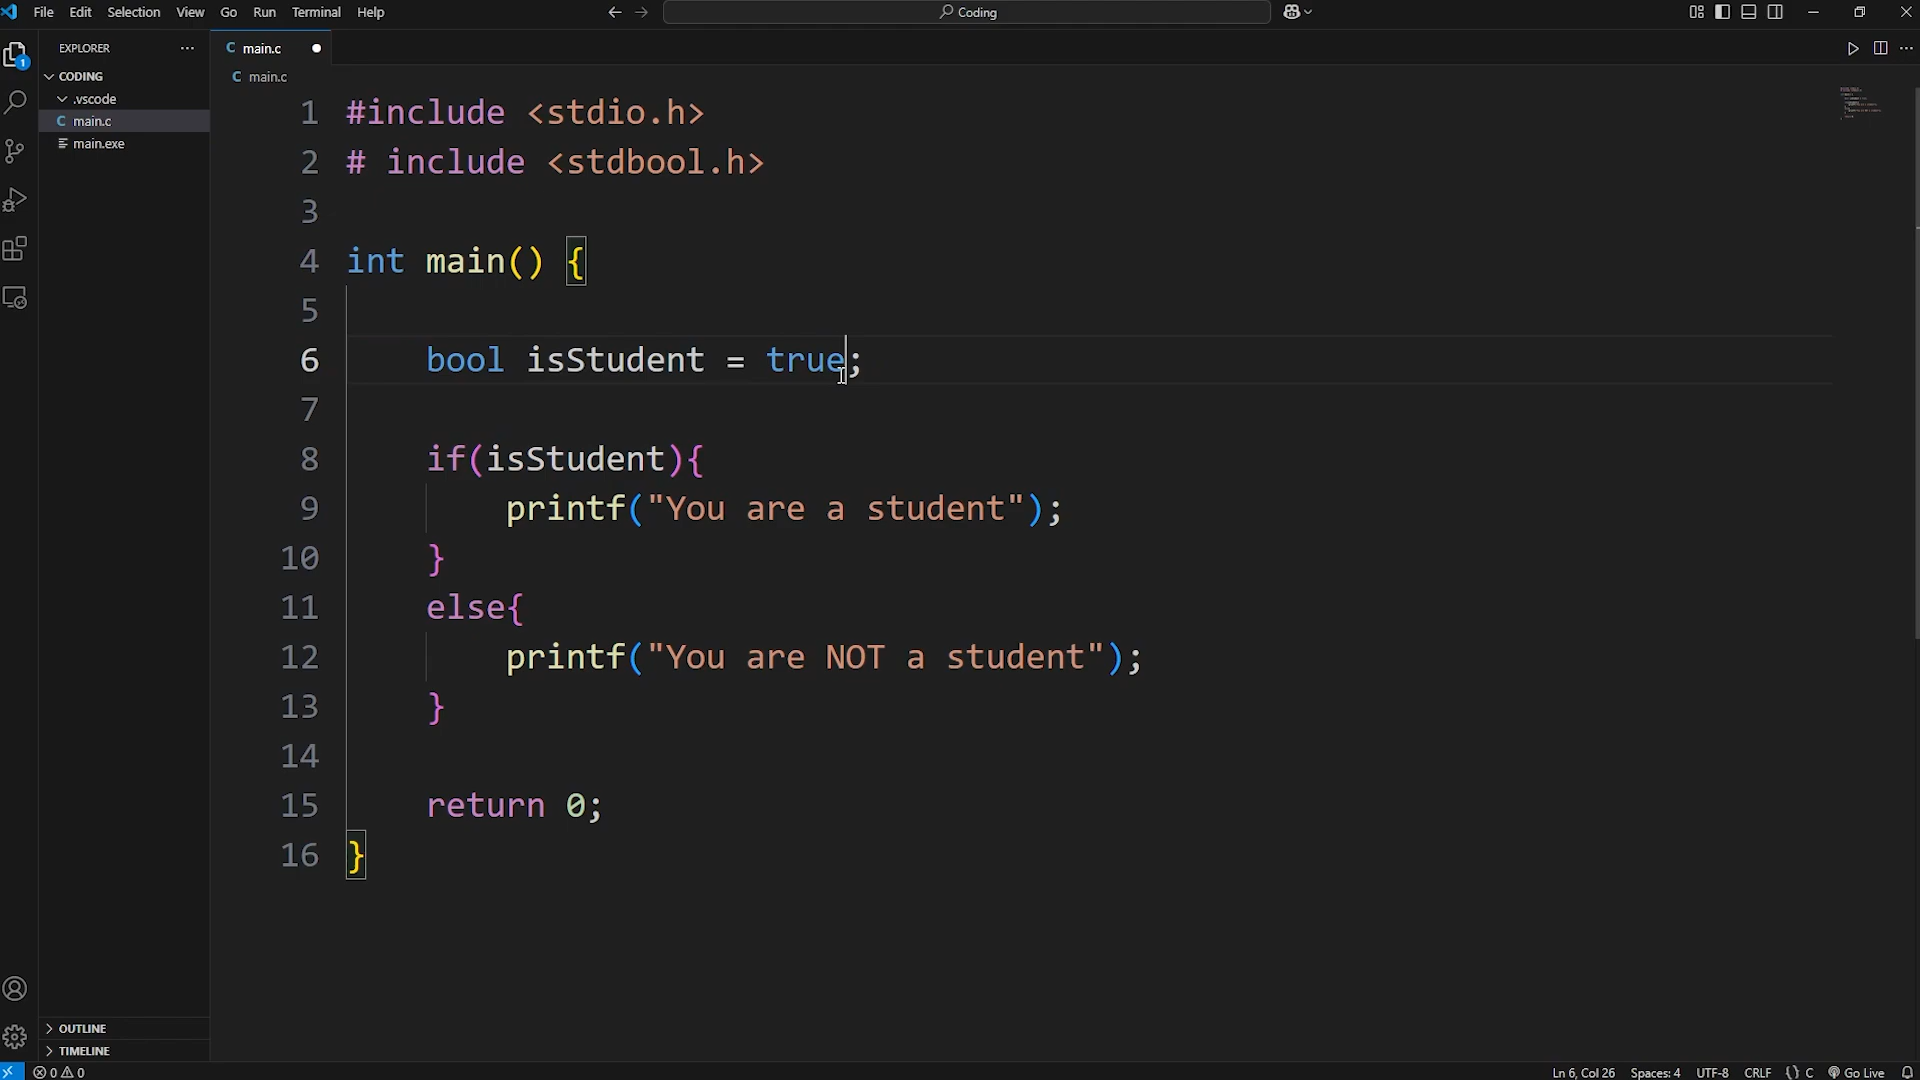 File Edit Selection View Go Run Terminal Help
Coding
EXPLORER
CODING
.vscode
C main.c
main.exe
OUTLINE
TIMELINE
C main.c
C main.c
1 #include <stdio.h>
2 # include <stdbool.h>
3
4 int main() {
5
6 bool isStudent = true;
7
8 if(isStudent){
9 printf("You are a student");
10 }
11 else{
12 printf("You are NOT a student");
13 }
14
15 return 0;
16 }
1
0 0
Ln 6, Col 26 Spaces: 4 UTF-8 CRLF {} C Go Live